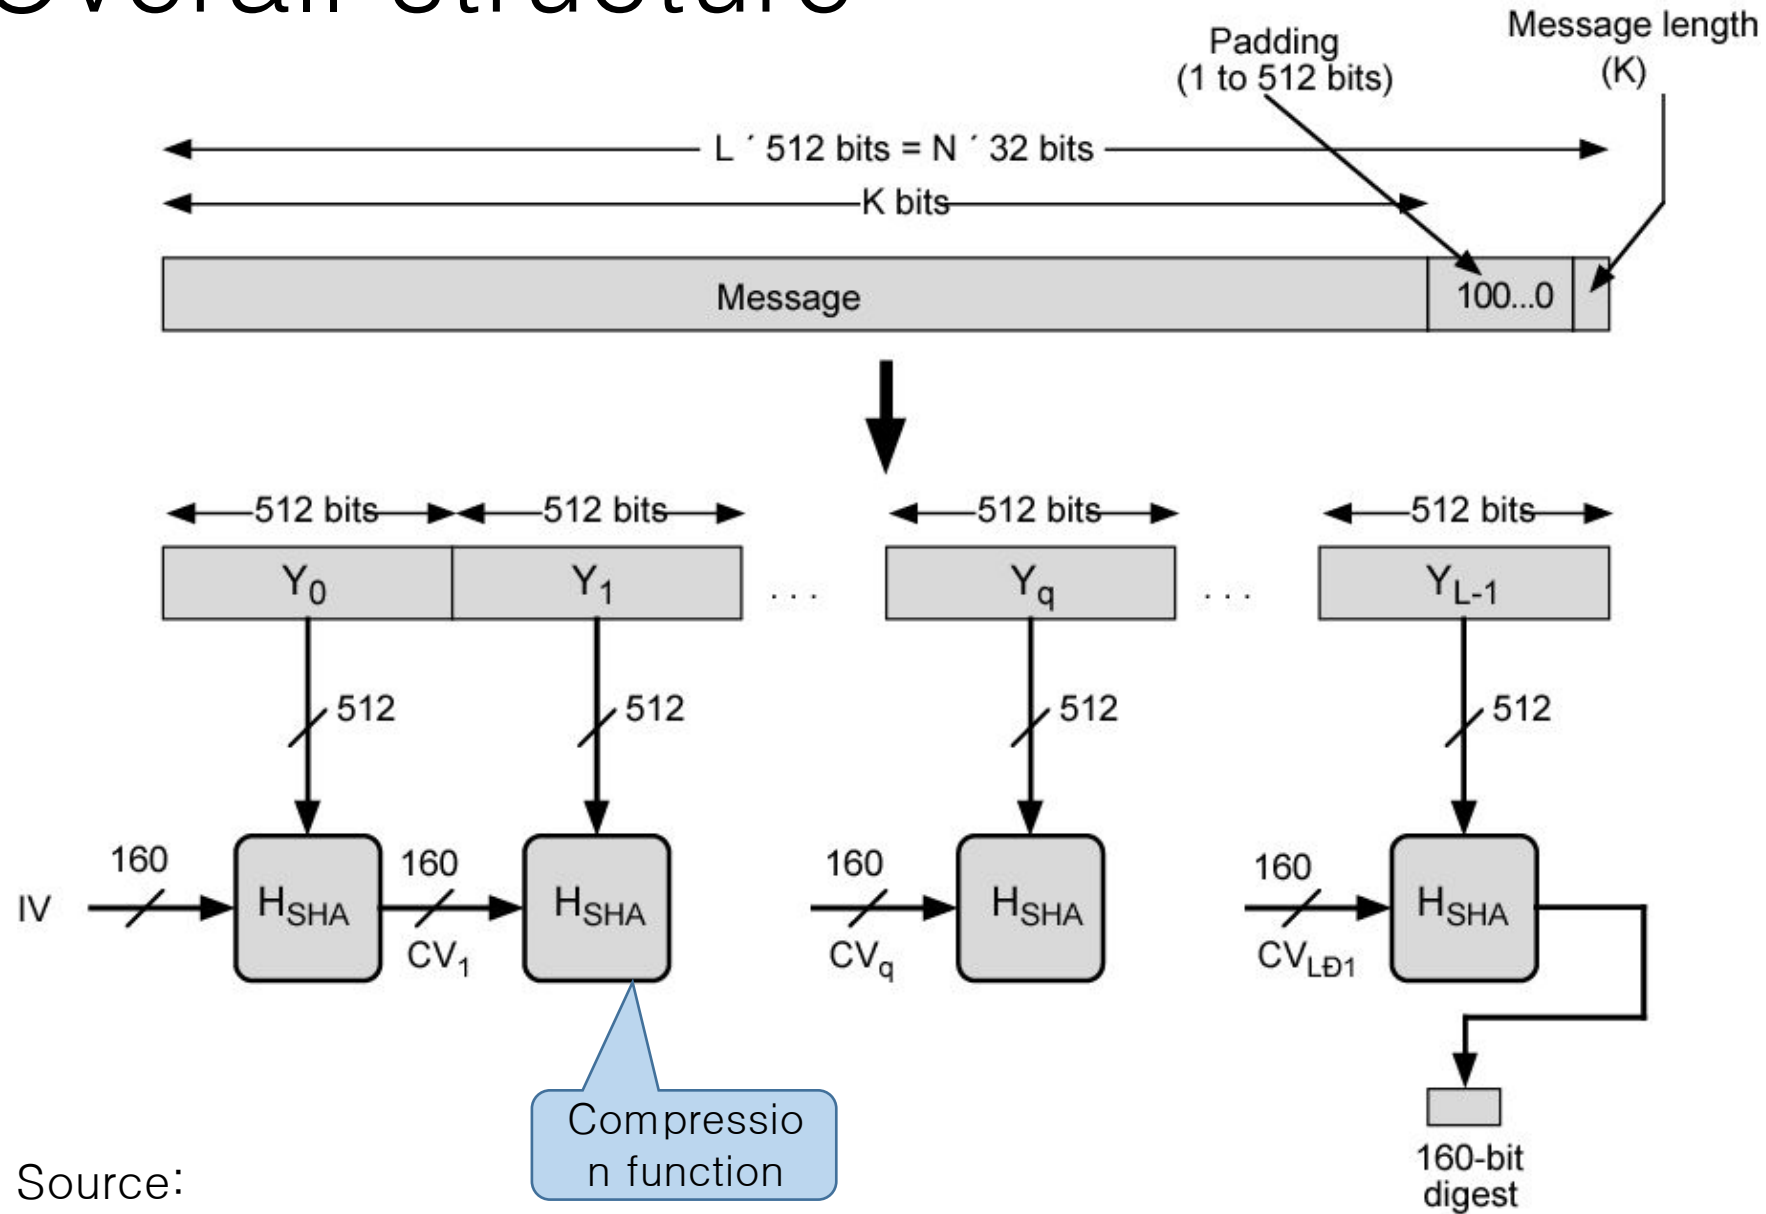 Overall structure
Message length
(K)
Padding
(1 to 512 bits)
L ´ 512 bits = N ´ 32 bits
K bits
Message
100...0
512 bits
512 bits
512 bits
512 bits
Y0
Y1
. . .
Yq
. . .
YL-1
512
512
512
512
160
160
160
160
IV
HSHA
HSHA
HSHA
HSHA
CV1
CVq
CVLÐ1
Compressio
n function
160-bit
digest
Source: